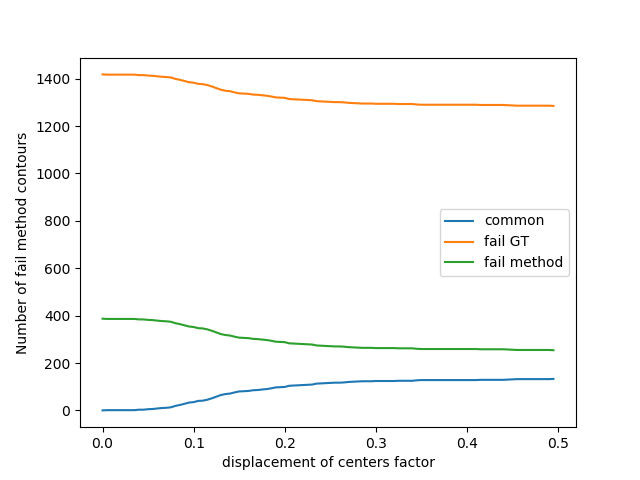 1400
1200
1000
800
600
400
200
0
Number of fail method contours
common
fail GT
fail method
0.0 0.1 0.2 0.3 0.4 0.5
displacement of centers factor